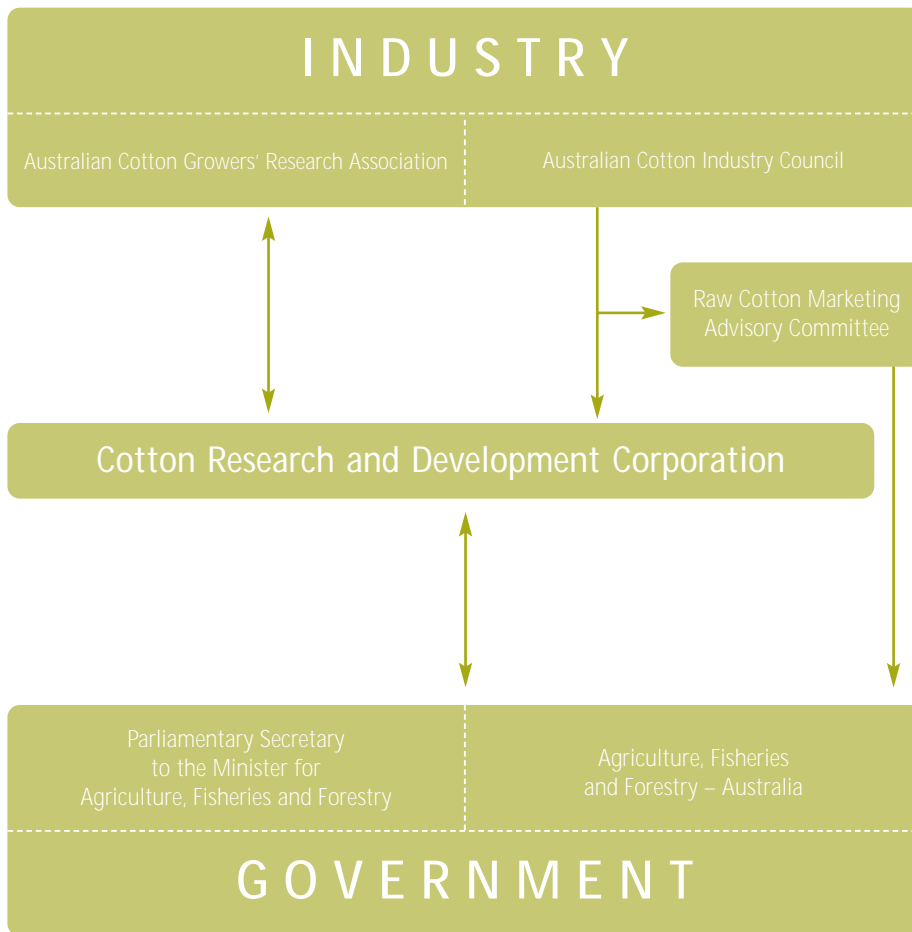 INDUSTRY
Australian Cotton Growers’ Research Association
Australian Cotton Industry Council
Raw Cotton Marketing
Advisory Committee
Cotton Research and Development Corporation
Parliamentary Secretary
to the Minister for
Agriculture, Fisheries and Forestry
Agriculture, Fisheries
and Forestry – Australia
GOVERNMENT